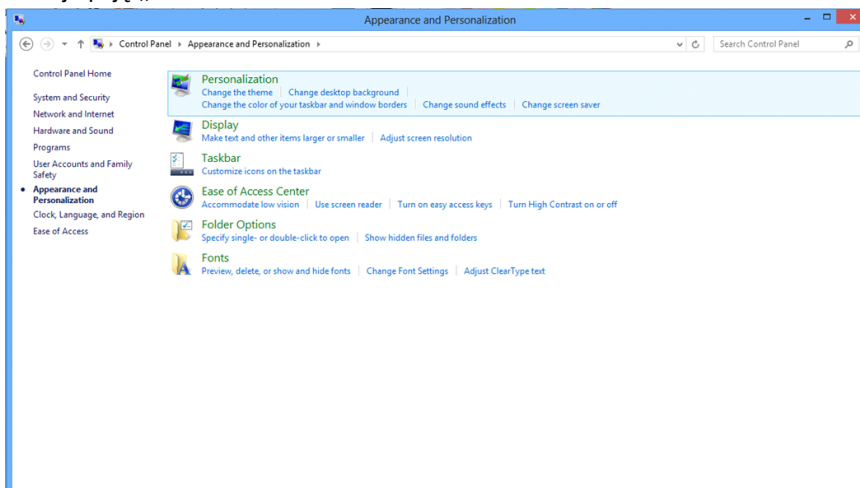 Appearance and Personalization
Control Panel Appearance and Personalization
Search Control Panel
Control Panel Home
System and Security
Network and Internet
Hardware and Sound
Programs
User Accounts and Family
Safety
Appearance and
Personalization
Clock, Language, and Region
Ease of Access
Personalization
Change the theme Change desktop background
Change the color of your taskbar and window borders Change sound effects Change screen saver
Display
Make text and other items larger or smaller Adjust screen resolution
Taskbar
Customize icons on the taskbar
Ease of Access Center
Accommodate low vision Use screen reader Turn on easy access keys Turn High Contrast on or off
Folder Options
Specify single- or double-click to open Show hidden files and folders
Fonts
Preview, delete, or show and hide fonts Change Font Settings Adjust ClearType text